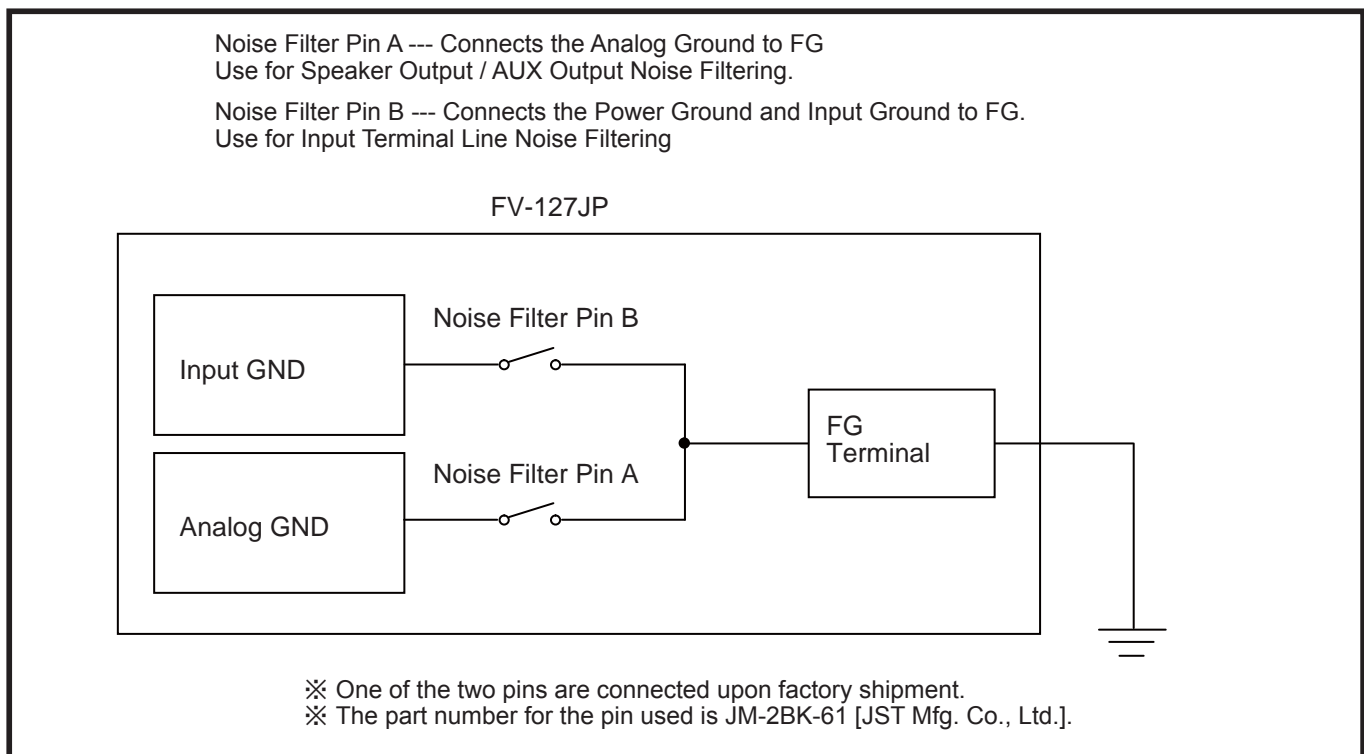 Noise Filter Pin A --- Connects the Analog Ground to FG
Use for Speaker Output / AUX Output Noise Filtering.
Noise Filter Pin B --- Connects the Power Ground and Input Ground to FG.
Use for Input Terminal Line Noise Filtering
FV-127JP
Noise Filter Pin B
Input GND
FG
Terminal
Noise Filter Pin A
Analog GND
※ One of the two pins are connected upon factory shipment.
※ The part number for the pin used is JM-2BK-61 [JST Mfg. Co., Ltd.].